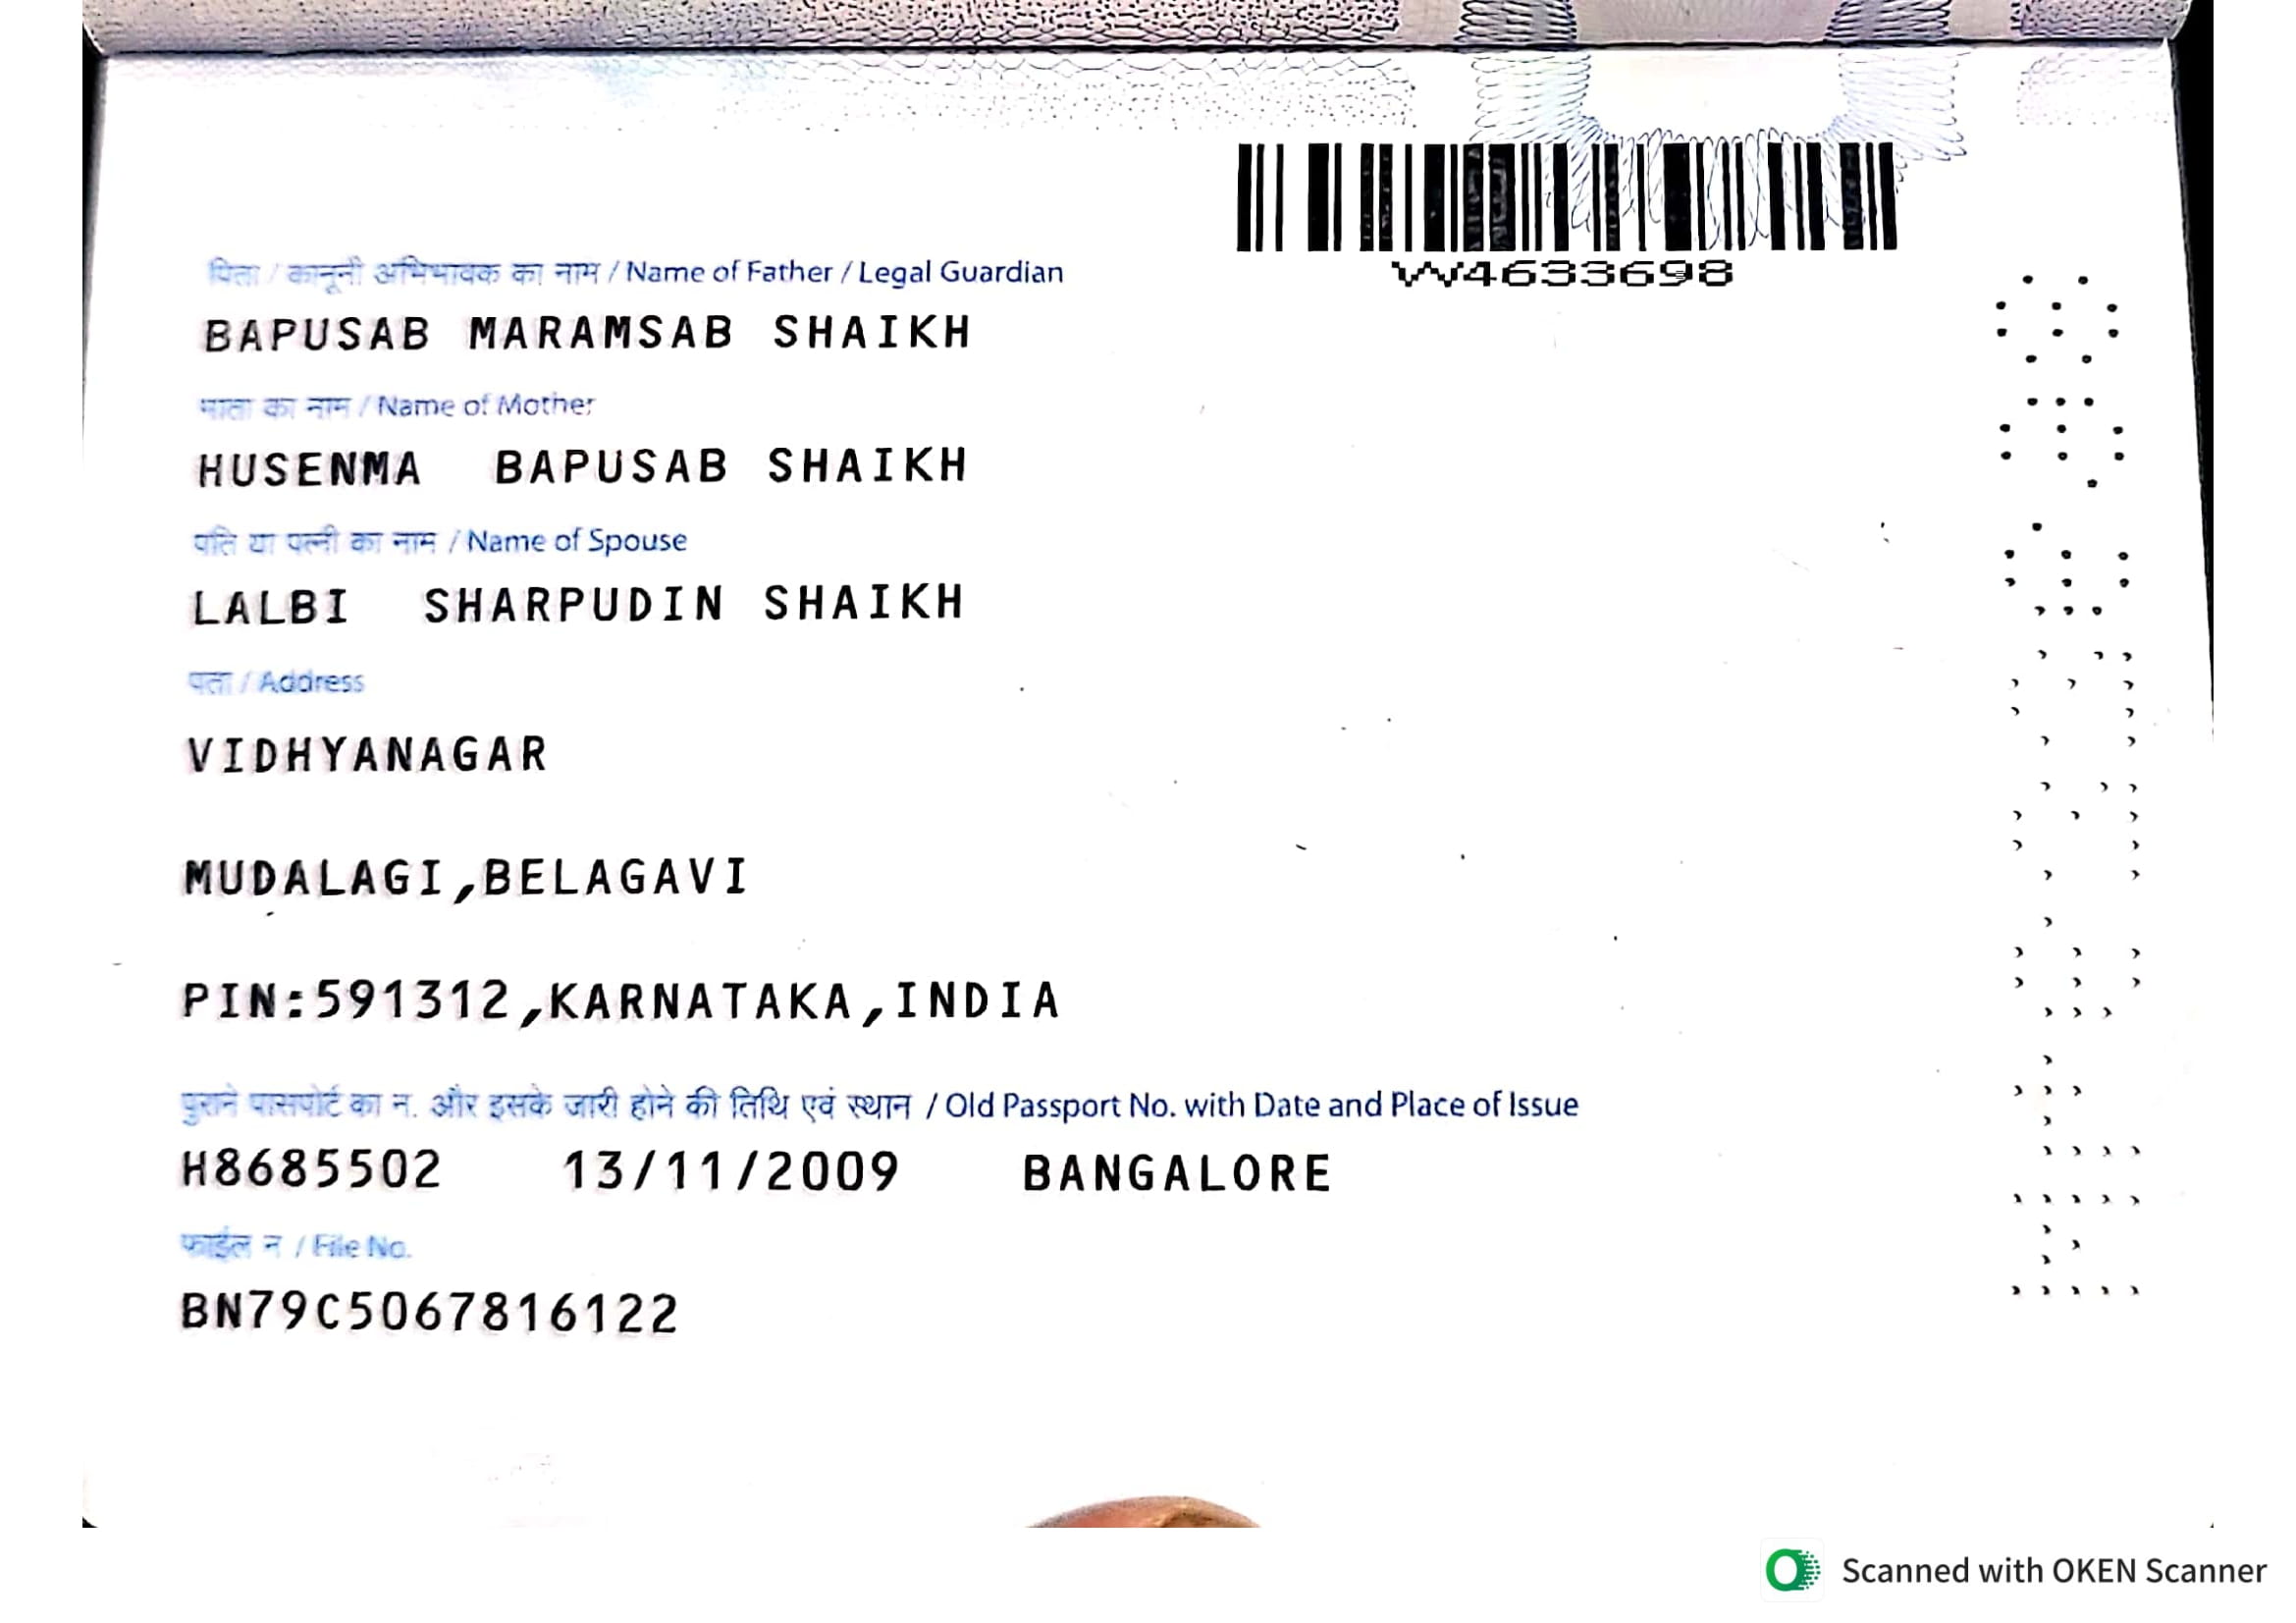 W4633698
पिता / कानूनी अभिभावक का नाम / Name of Father / Legal Guardian
BAPUSAB MARAMSAB SHAIKH
माता का नाम / Name of Mother
HUSENMA BAPUSAB SHAIKH
पति या पत्नी का नाम / Name of Spouse
LALBI SHARPUDIN SHAIKH
पता / Address
VIDHYANAGAR
MUDALAGI,BELAGAVI
PIN:591312,KARNATAKA,INDIA
पुराने पासपोर्ट का न. और इसके जारी होने की तिथि एवं स्थान / Old Passport No. with Date and Place of Issue
H8685502 13/11/2009 BANGALORE
फाईल न / File No.
BN79C5067816122
Scanned with OKEN Scanner